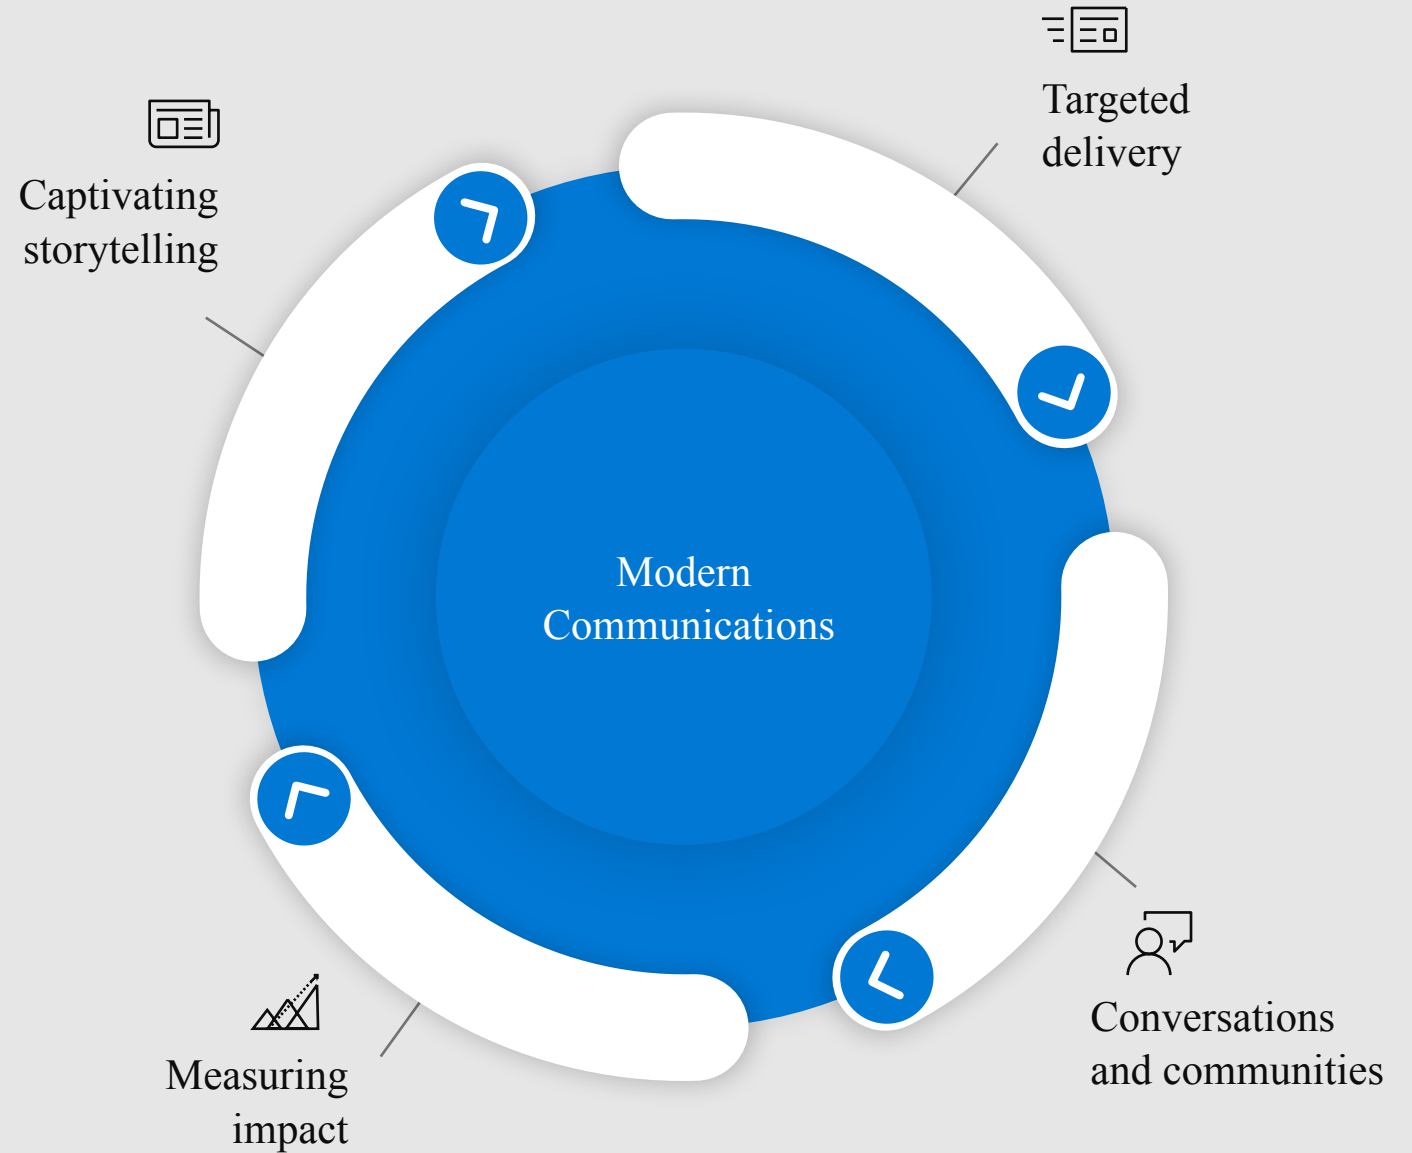 Targeted
delivery
Captivating
storytelling
Modern
Communications
Conversations
and communities
Measuring
impact